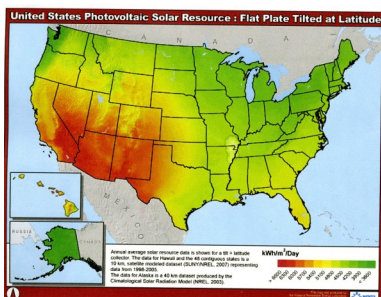 United States Photovoltaic Solar Resource : Flat Plate Tilted at Latitude
CANADA
MEXICO
RUSSIA
CANADA
Annual average solar resource data is shown for a tilt = latitude
collector. The data for Hawaii and the 48 contiguous states is a
10 km, satellite modeled dataset (SUNY/NREL, 2007) representing
data from 1998-2005.
The data for Alaska is a 40 km dataset produced by the
Climatological Solar Radiation Model (NREL, 2003).
kWh/m²/Day